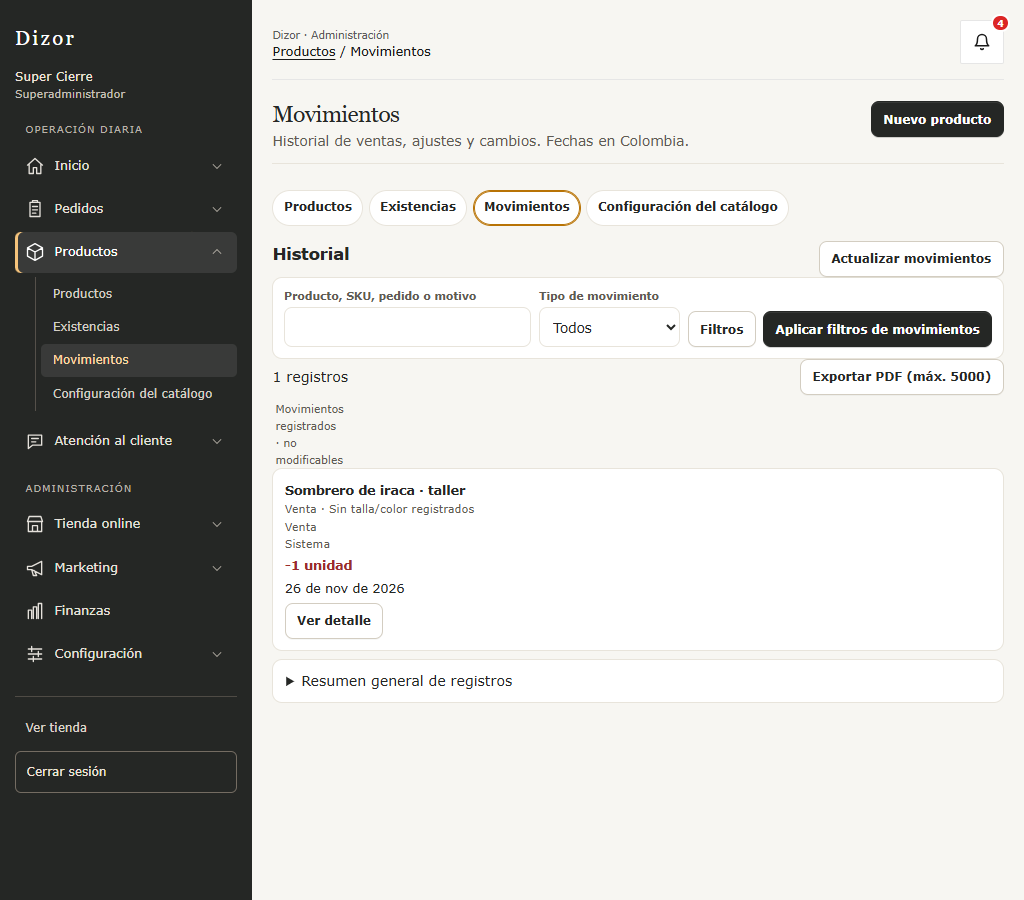 Dizor
Super Cierre
Superadministrador
OPERACIÓN DIARIA
Inicio
Pedidos
Productos
Productos
Existencias
Movimientos
Configuración del catálogo
Atención al cliente
ADMINISTRACIÓN
Tienda online
Marketing
Finanzas
Configuración
Ver tienda
Cerrar sesión
Dizor · Administración
Productos / Movimientos
4
Movimientos
Historial de ventas, ajustes y cambios. Fechas en Colombia.
Nuevo producto
Productos Existencias Movimientos Configuración del catálogo
Historial
Actualizar movimientos
Producto, SKU, pedido o motivo
Tipo de movimiento
Todos
Filtros
Aplicar filtros de movimientos
1 registros
Exportar PDF (máx. 5000)
Movimientos
registrados
· no
modificables
Sombrero de iraca · taller
Venta · Sin talla/color registrados
Venta
Sistema
-1 unidad
26 de nov de 2026
Ver detalle
Resumen general de registros